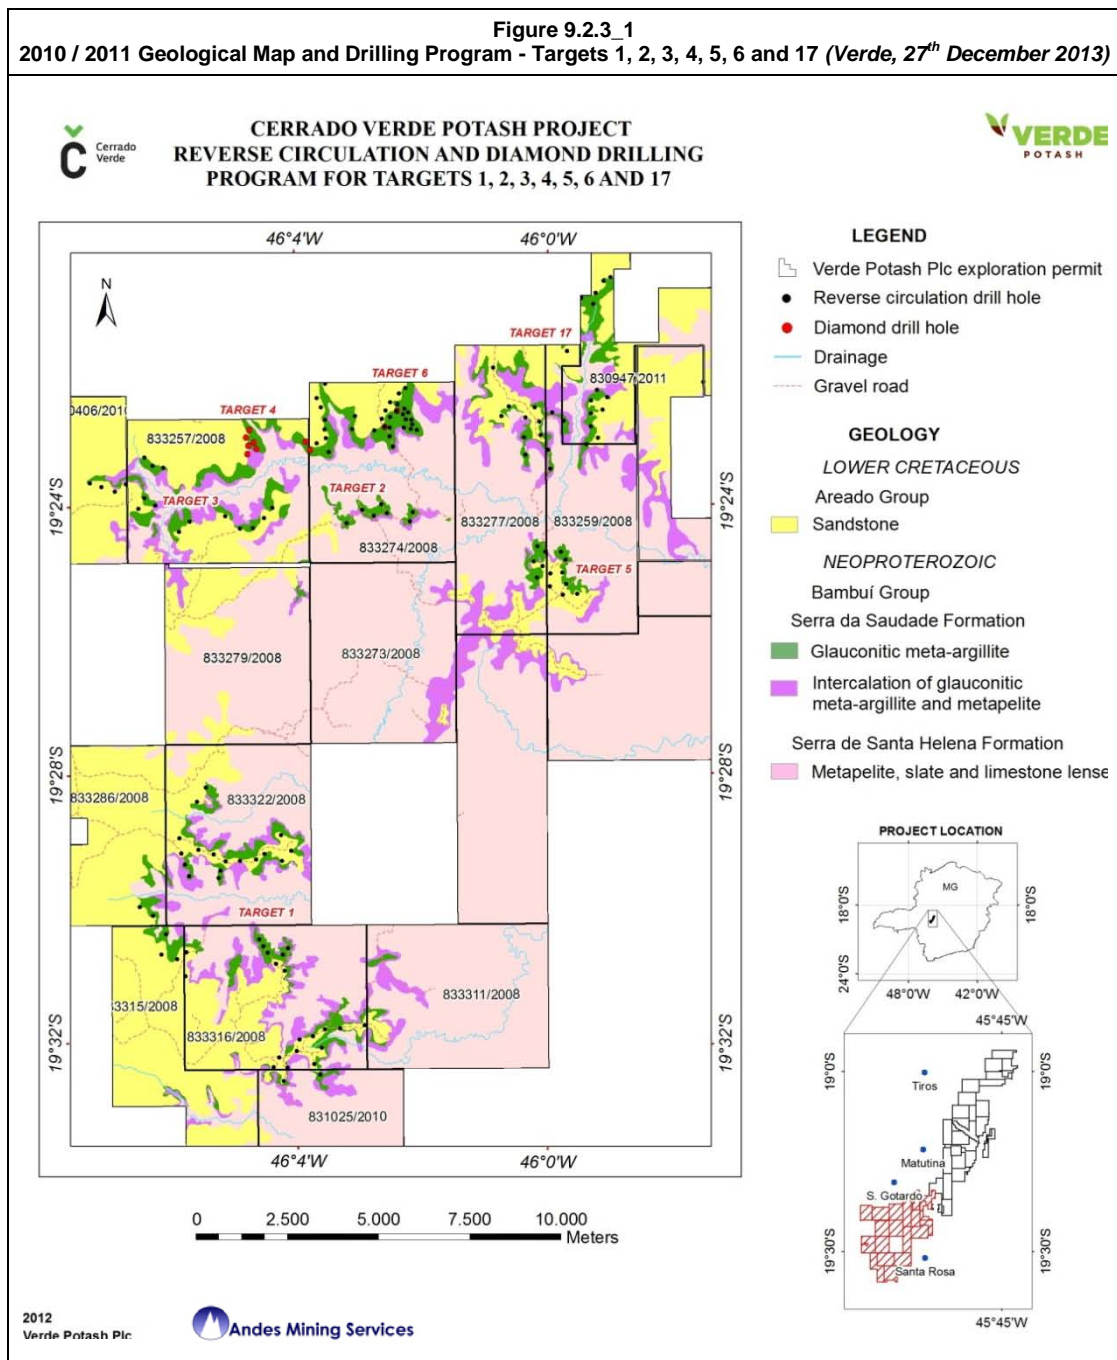 Figure 9.2.3_1
2010 / 2011 Geological Map and Drilling Program - Targets 1, 2, 3, 4, 5, 6 and 17 (Verde, 27th December 2013)
Č Cerrado
Verde
CERRADO VERDE POTASH PROJECT
REVERSE CIRCULATION AND DIAMOND DRILLING
PROGRAM FOR TARGETS 1, 2, 3, 4, 5, 6 AND 17
VERDE
POTASH
46°4'W 46°0'W
N
TARGET 17
TARGET 6
830947/2011
0406/2010
TARGET 4
833257/2008
19°24'S 19°24'S
TARGET 3
TARGET 2
833277/2008 833259/2008
833274/2008
TARGET 5
833279/2008 833273/2008
19°28'S 19°28'S
833286/2008 833322/2008
TARGET 1
833311/2008
33315/2008
833316/2008
19°32'S 19°32'S
831025/2010
46°4'W 46°0'W
0 2.500 5.000 7.500 10.000
Meters
LEGEND
Verde Potash Plc exploration permit
Reverse circulation drill hole
Diamond drill hole
Drainage
Gravel road
GEOLOGY
LOWER CRETACEOUS
Areado Group
Sandstone
NEOPROTEROZOIC
Bambuí Group
Serra da Saudade Formation
Glauconitic meta-argillite
Intercalation of glauconitic
meta-argillite and metapelite
Serra de Santa Helena Formation
Metapelite, slate and limestone lense
PROJECT LOCATION
MG
18°0'S 18°0'S
24°0'S
48°0'W 42°0'W
45°45'W
19°0'S 19°0'S
Tiros
Matutina
S. Gotardo
19°30'S 19°30'S
Santa Rosa
45°45'W
2012
Verde Potash Plc
Andes Mining Services